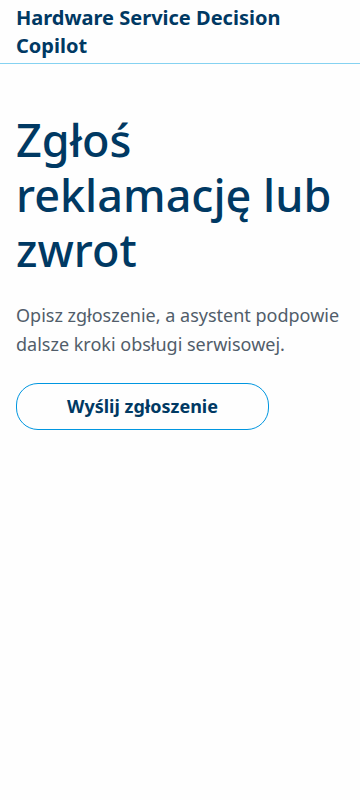 Hardware Service Decision
Copilot
Zgłoś
reklamację lub
zwrot
Opisz zgłoszenie, a asystent podpowie
dalsze kroki obsługi serwisowej.
Wyślij zgłoszenie